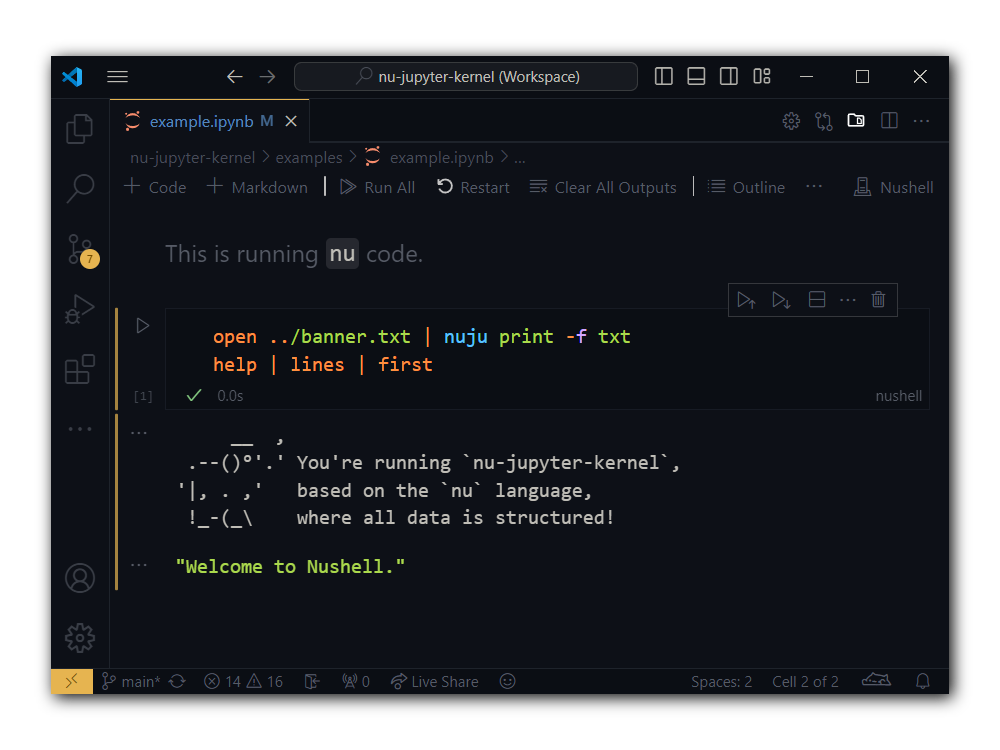 nu-jupyter-kernel (Workspace)
example.ipynb M
nu-jupyter-kernel > examples > example.ipynb > ...
+ Code + Markdown | Run All Restart Clear All Outputs | Outline ··· Nushell
7
This is running nu code.
open ../banner.txt | nuju print -f txt
help | lines | first
[1] 0.0s nushell
···
     __  ,
 .--()°'.' You're running `nu-jupyter-kernel`,
'|, . ,'   based on the `nu` language,
 !_-(_\    where all data is structured!
··· "Welcome to Nushell."
main* 14 16 0 Live Share Spaces: 2 Cell 2 of 2